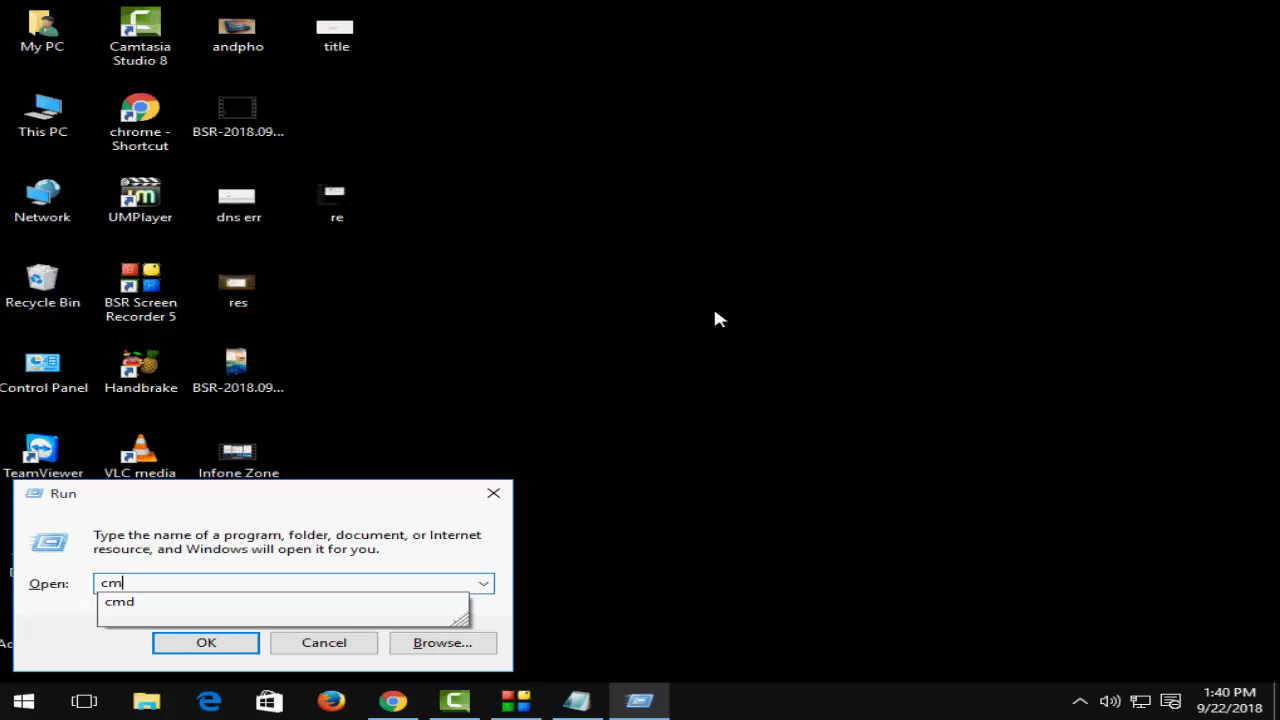 My PC
Camtasia
Studio 8
andpho
title
This PC
chrome -
Shortcut
BSR-2018.09...
Network
UMPlayer
dns err
re
Recycle Bin
BSR Screen
Recorder 5
res
Control Panel
Handbrake
BSR-2018.09...
TeamViewer
VLC media
Infone Zone
Run
Type the name of a program, folder, document, or Internet
resource, and Windows will open it for you.
Open:
cm
cmd
OK
Cancel
Browse...
1:40 PM
9/22/2018